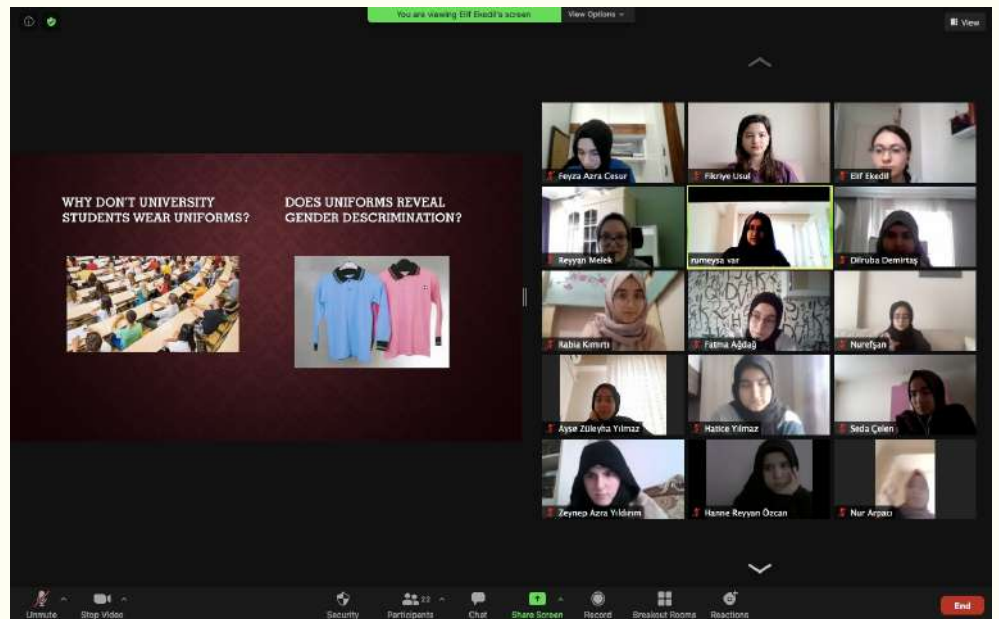 You are viewing Elif Ekedil's screen
View Options
View
WHY DON'T UNIVERSITY
STUDENTS WEAR UNIFORMS?
DOES UNIFORMS REVEAL
GENDER DESCRIMINATION?
Feyza Azra Cesur
Fikriye Usul
Elif Ekedil
Reyyan Melek
rumeysa var
Dilruba Demirtaş
Rabia Kımırtı
Fatma Ağdağ
Nurefşan
Ayşe Züleyha Yılmaz
Hatice Yılmaz
Seda Çelen
Zeynep Azra Yıldırım
Hanne Reyyan Özcan
Nur Arpacı
Unmute
Stop Video
Security
Participants
22
Chat
Share Screen
Record
Breakout Rooms
Reactions
End